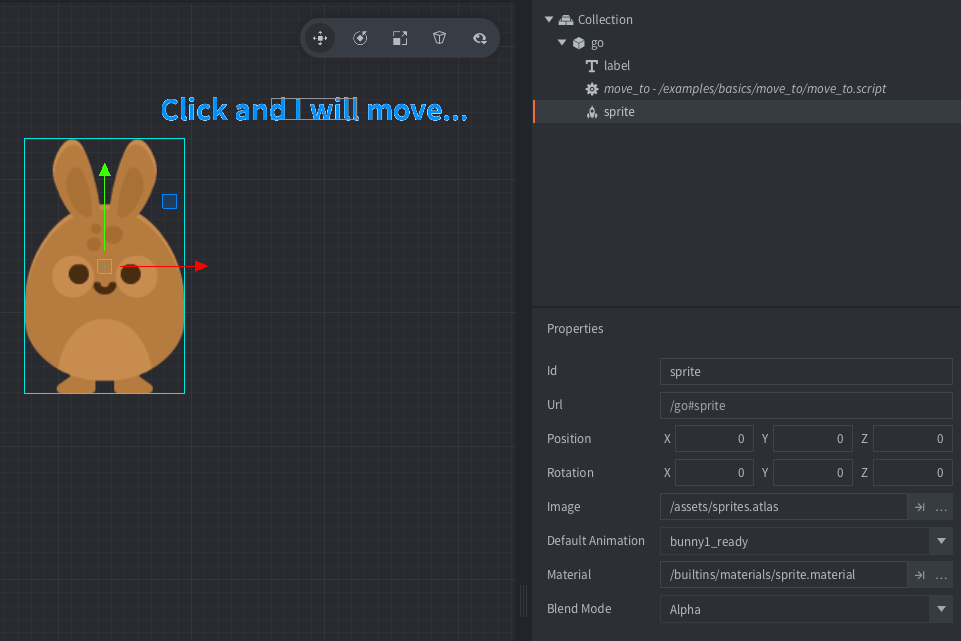 Click and I will move...
Collection
go
label
move_to - /examples/basics/move_to/move_to.script
sprite
Properties
Id sprite
Url /go#sprite
Position X 0 Y 0 Z 0
Rotation X 0 Y 0 Z 0
Image /assets/sprites.atlas ...
Default Animation bunny1_ready
Material /builtins/materials/sprite.material ...
Blend Mode Alpha